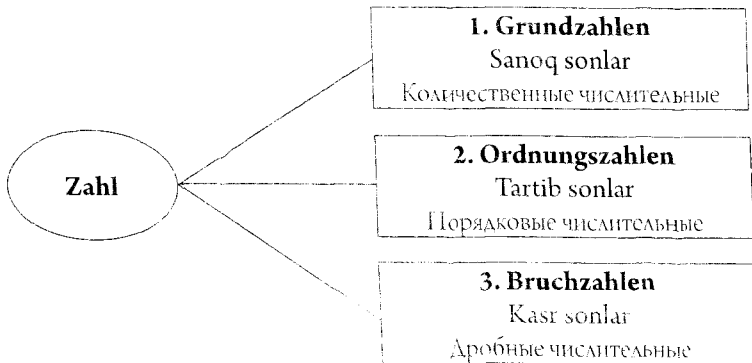 Zahl
1. Grundzahlen
Sanoq sonlar
Количественные числительные
2. Ordnungszahlen
Tartib sonlar
Порядковые числительные
3. Bruchzahlen
Kasr sonlar
Дробные числительные